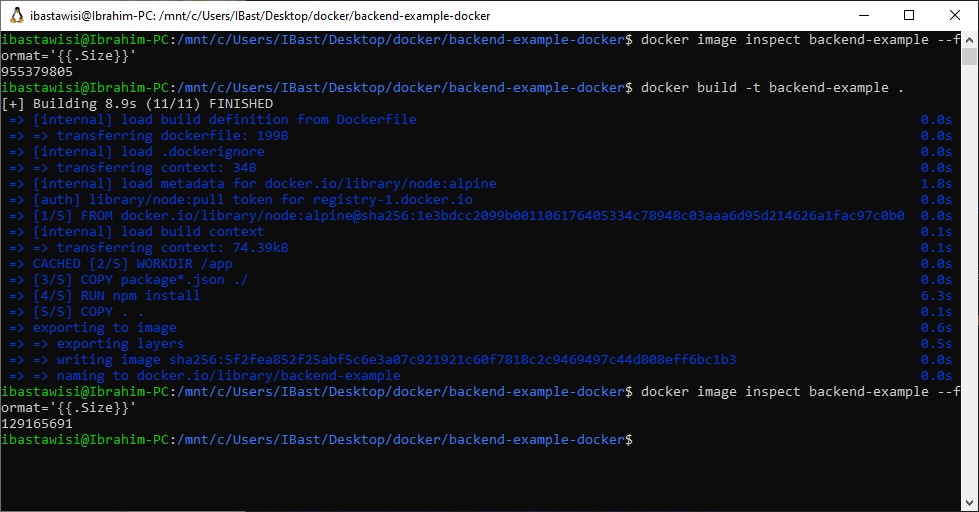 ibastawisi@Ibrahim-PC: /mnt/c/Users/IBast/Desktop/docker/backend-example-docker
ibastawisi@Ibrahim-PC:/mnt/c/Users/IBast/Desktop/docker/backend-example-docker$ docker image inspect backend-example --f
ormat='{{.Size}}'
955379805
ibastawisi@Ibrahim-PC:/mnt/c/Users/IBast/Desktop/docker/backend-example-docker$ docker build -t backend-example .
[+] Building 8.9s (11/11) FINISHED
=> [internal] load build definition from Dockerfile 0.0s
=> => transferring dockerfile: 199B 0.0s
=> [internal] load .dockerignore 0.0s
=> => transferring context: 34B 0.0s
=> [internal] load metadata for docker.io/library/node:alpine 1.8s
=> [auth] library/node:pull token for registry-1.docker.io 0.0s
=> [1/5] FROM docker.io/library/node:alpine@sha256:1e3bdcc2099b001106176405334c78948c03aaa6d95d214626a1fac97c0b0 0.0s
=> [internal] load build context 0.1s
=> => transferring context: 74.39kB 0.1s
=> CACHED [2/5] WORKDIR /app 0.0s
=> [3/5] COPY package*.json ./ 0.0s
=> [4/5] RUN npm install 6.3s
=> [5/5] COPY . . 0.1s
=> exporting to image 0.6s
=> => exporting layers 0.5s
=> => writing image sha256:5f2fea852f25abf5c6e3a07c921921c60f7818c2c9469497c44d808eff6bc1b3 0.0s
=> => naming to docker.io/library/backend-example 0.0s
ibastawisi@Ibrahim-PC:/mnt/c/Users/IBast/Desktop/docker/backend-example-docker$ docker image inspect backend-example --f
ormat='{{.Size}}'
129165691
ibastawisi@Ibrahim-PC:/mnt/c/Users/IBast/Desktop/docker/backend-example-docker$